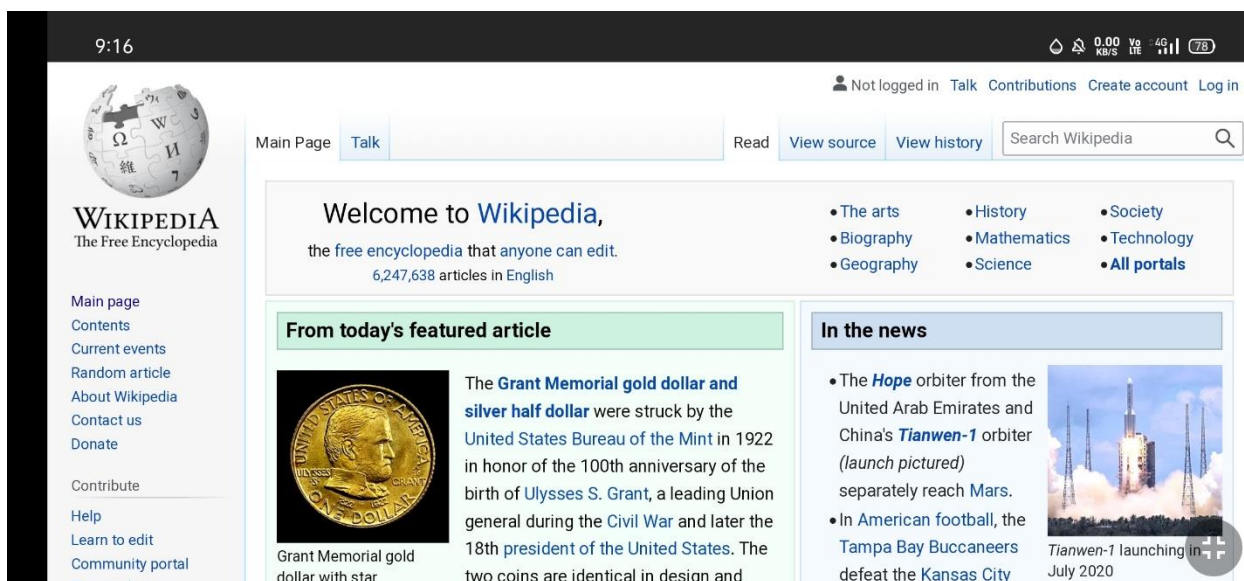 9:16
0.00 KB/S Vo LTE 4G 78
Not logged in Talk Contributions Create account Log in
Main Page Talk Read View source View history Search Wikipedia
WIKIPEDIA
The Free Encyclopedia
Main page
Contents
Current events
Random article
About Wikipedia
Contact us
Donate
Contribute
Help
Learn to edit
Community portal
Welcome to Wikipedia,
the free encyclopedia that anyone can edit.
6,247,638 articles in English
•The arts
•Biography
•Geography
•History
•Mathematics
•Science
•Society
•Technology
•All portals
From today's featured article
UNITED STATES OF AMERICA
ULYSSES S. GRANT
ONE DOLLAR
Grant Memorial gold
dollar with star
The Grant Memorial gold dollar and
silver half dollar were struck by the
United States Bureau of the Mint in 1922
in honor of the 100th anniversary of the
birth of Ulysses S. Grant, a leading Union
general during the Civil War and later the
18th president of the United States. The
two coins are identical in design and
In the news
•The Hope orbiter from the
United Arab Emirates and
China's Tianwen-1 orbiter
(launch pictured)
separately reach Mars.
•In American football, the
Tampa Bay Buccaneers
defeat the Kansas City
Tianwen-1 launching in
July 2020